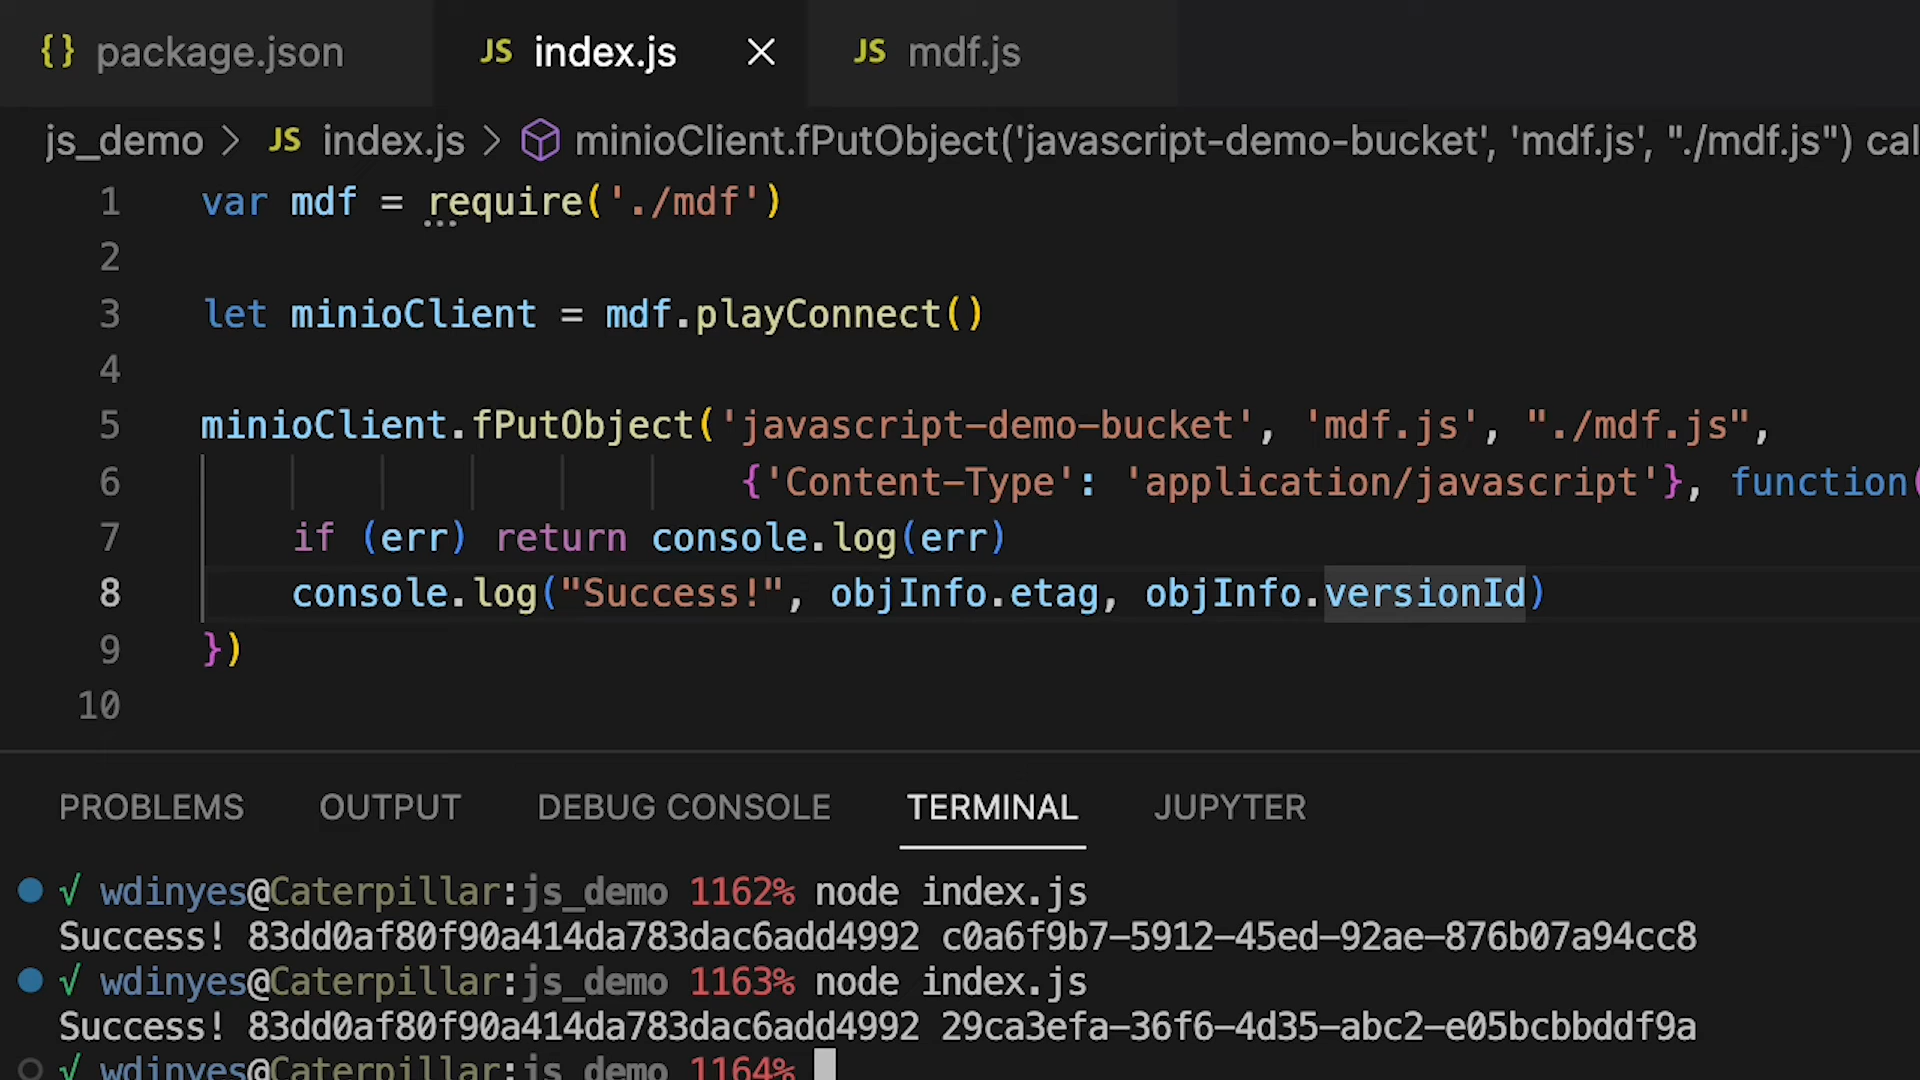 {} package.json JS index.js × JS mdf.js
js_demo > JS index.js > minioClient.fPutObject('javascript-demo-bucket', 'mdf.js', "./mdf.js") cal
1 var mdf = require('./mdf')
2
3 let minioClient = mdf.playConnect()
4
5 minioClient.fPutObject('javascript-demo-bucket', 'mdf.js', "./mdf.js",
6 {'Content-Type': 'application/javascript'}, function(
7 if (err) return console.log(err)
8 console.log("Success!", objInfo.etag, objInfo.versionId)
9 })
10
PROBLEMS OUTPUT DEBUG CONSOLE TERMINAL JUPYTER
√ wdinyes@Caterpillar:js_demo 1162% node index.js
Success! 83dd0af80f90a414da783dac6add4992 c0a6f9b7-5912-45ed-92ae-876b07a94cc8
√ wdinyes@Caterpillar:js_demo 1163% node index.js
Success! 83dd0af80f90a414da783dac6add4992 29ca3efa-36f6-4d35-abc2-e05bcbbddf9a
√ wdinyes@Caterpillar:js_demo 1164%